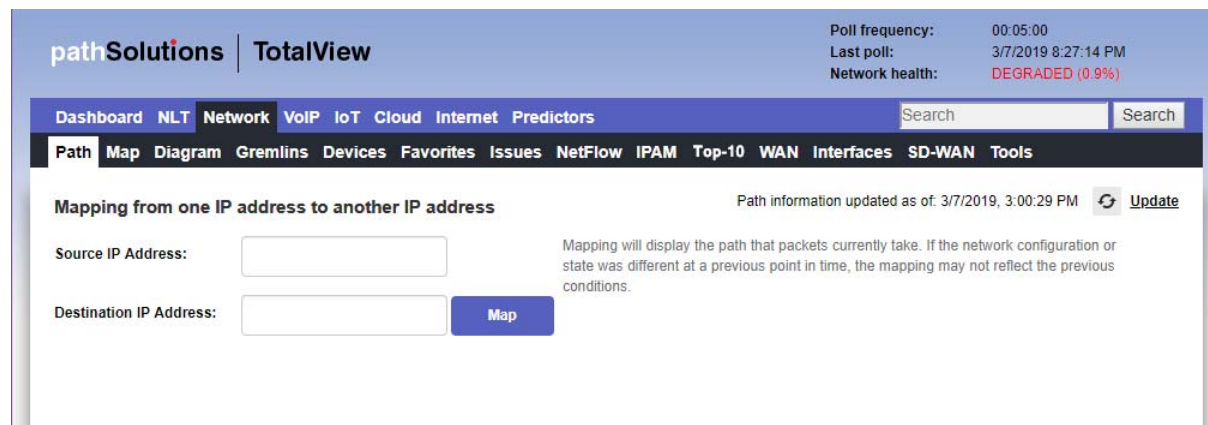 pathSolutions TotalView
Poll frequency: 00:05:00
Last poll: 3/7/2019 8:27:14 PM
Network health: DEGRADED (0.9%)
Dashboard NLT Network VoIP IoT Cloud Internet Predictors Search Search
Path Map Diagram Gremlins Devices Favorites Issues NetFlow IPAM Top-10 WAN Interfaces SD-WAN Tools
Mapping from one IP address to another IP address
Path information updated as of: 3/7/2019, 3:00:29 PM Update
Source IP Address:
Mapping will display the path that packets currently take. If the network configuration or
state was different at a previous point in time, the mapping may not reflect the previous
conditions.
Destination IP Address: Map